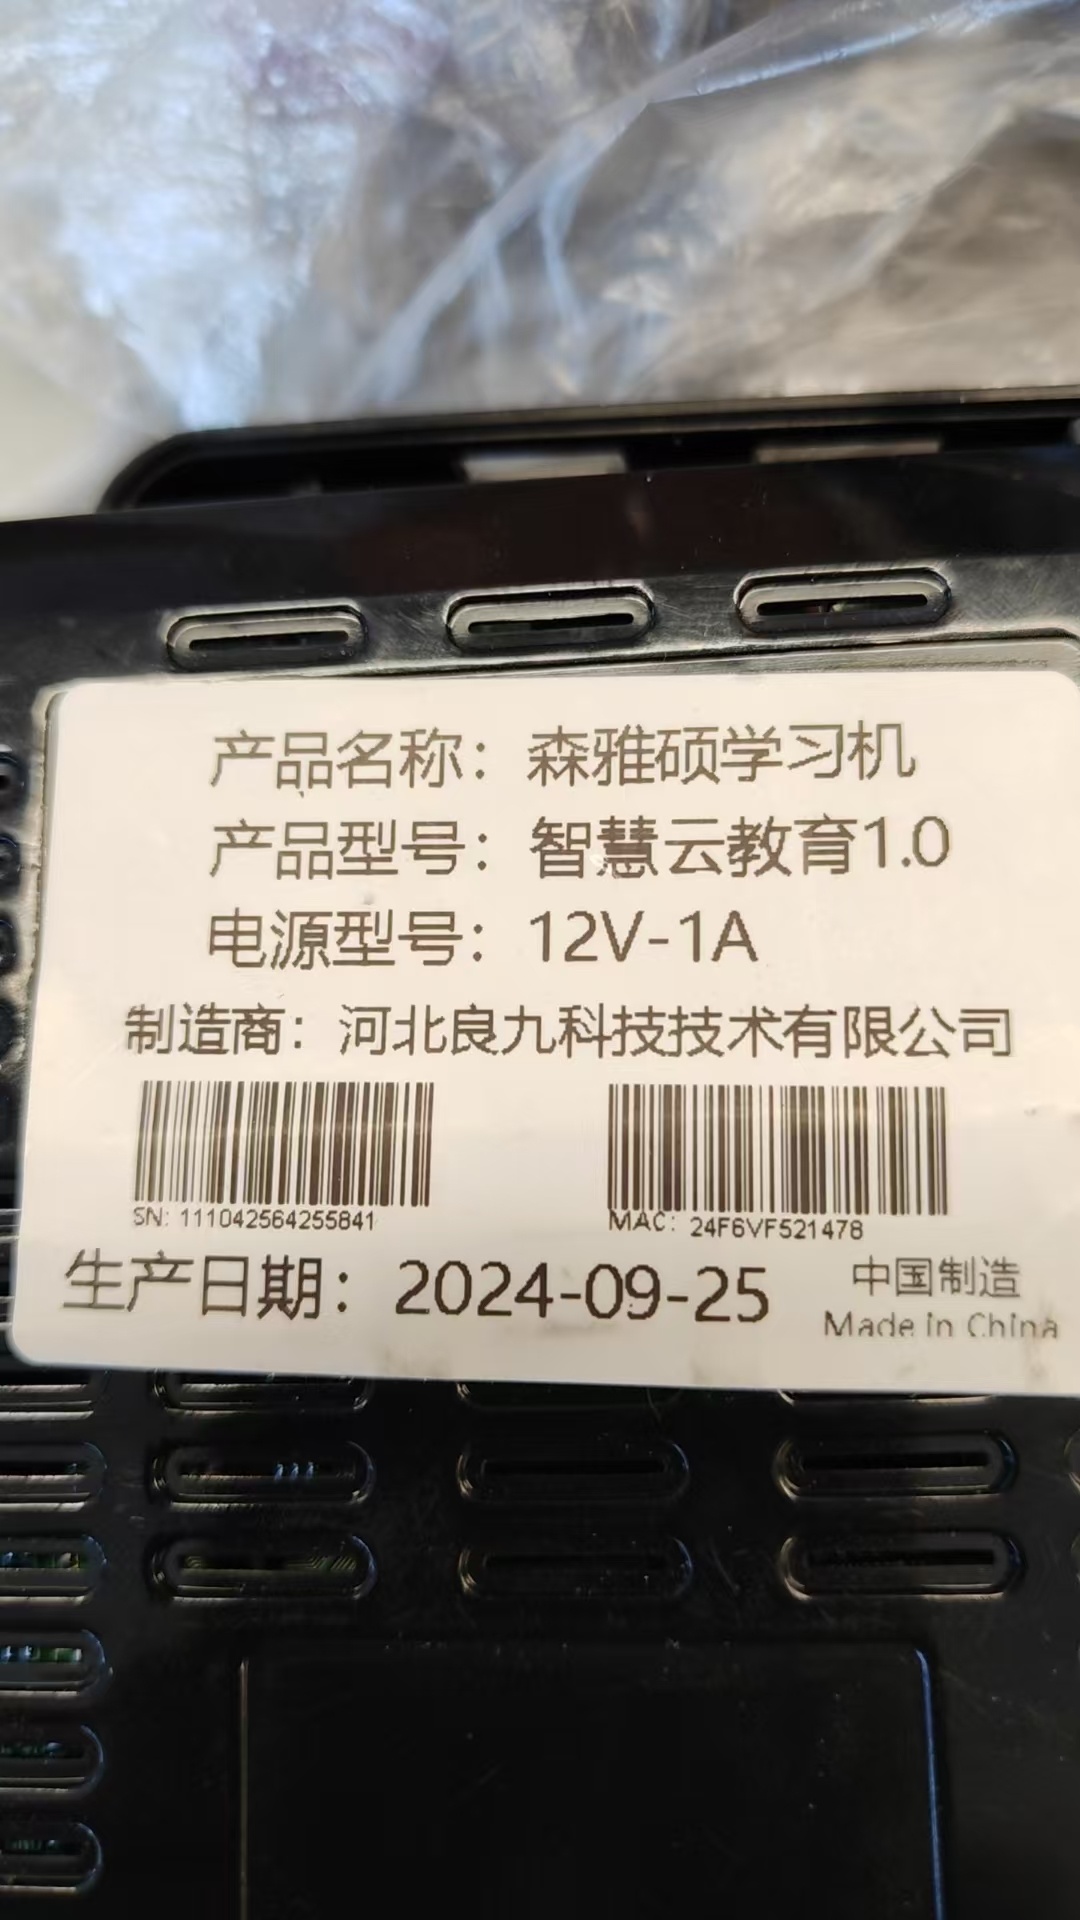 产品名称：森雅硕学习机
产品型号：智慧云教育1.0
电源型号：12V-1A
制造商：河北良九科技技术有限公司
SN: 111042564255841
MAC: 24F6VF521478
生产日期：2024-09-25
中国制造
Made in China